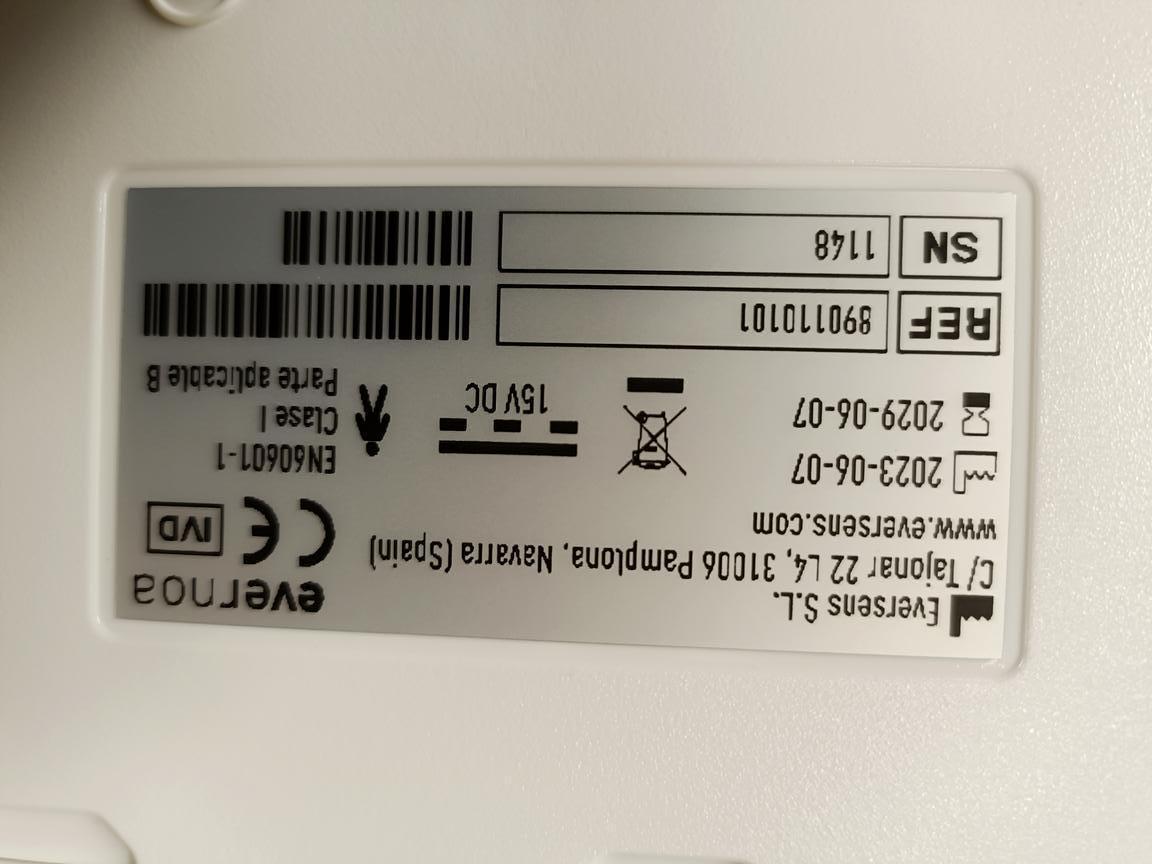 Eversens S.L.
C/ Tajonar 22 L4, 31006 Pamplona, Navarra (Spain)
www.eversens.com
evernoa
IVD
2023-06-07
2029-06-07
15V DC
EN60601-1
Clase I
Parte aplicable B
REF 890110101
SN 1148